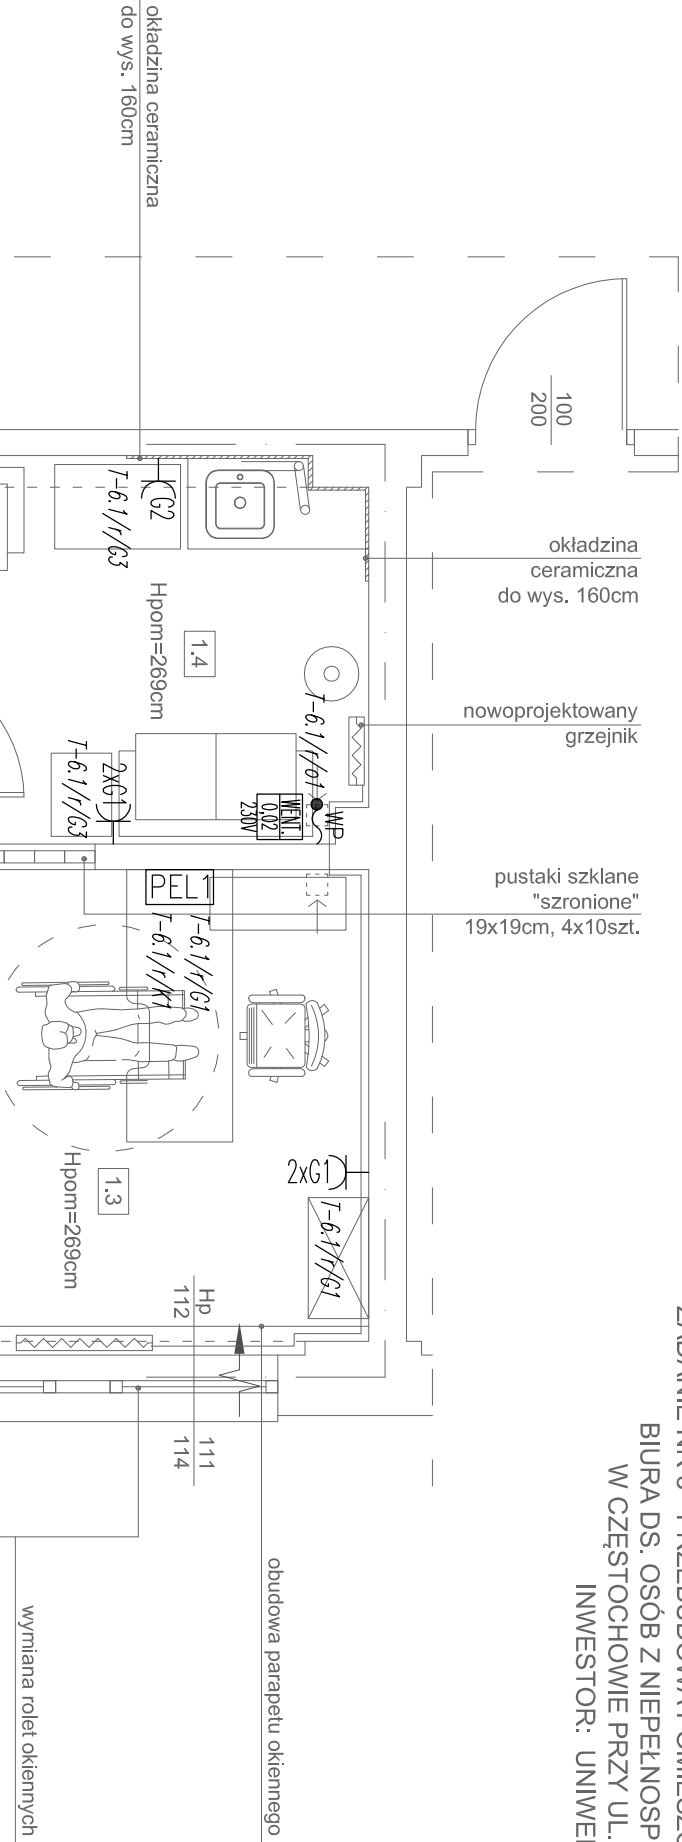 okładzina ceramiczna
do wys. 160cm
100
200
okładzina
ceramiczna
do wys. 160cm
G2
T-6.1/r/G3
1.4
Hpom=269cm
nowoprojektowany
grzejnik
T-6.1/r/o1
2xG1
T-6.1/r/G3
WENT.
0,02
230V
WP
pustaki szklane
"szronione"
19x19cm, 4x10szt.
PEL1
T-6.1/r/G1
T-6.1/r/K1
2xG1
T-6.1/r/G1
1.3
Hpom=269cm
Hp
112
111
114
obudowa parapetu okiennego
wymiana rolet okiennych
BIURA DS. OSÓB Z
W CZĘSTOCHOWIE PRZY UL.
INWESTOR: